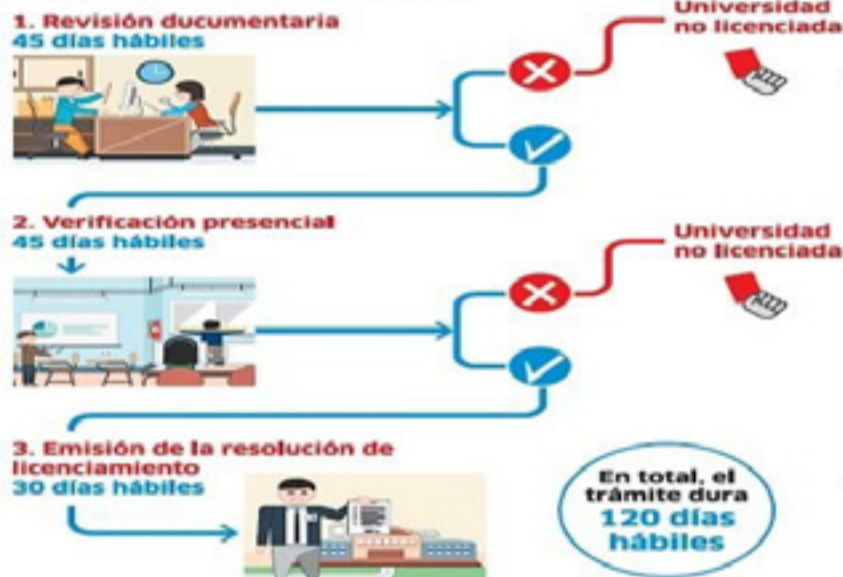 1. Revisión ducumentaria
45 días hábiles
Universidad
no licenciada
2. Verificación presencial
45 días hábiles
Universidad
no licenciada
3. Emisión de la resolución de
licenciamiento
30 días hábiles
En total, el
trámite dura
120 días
hábiles